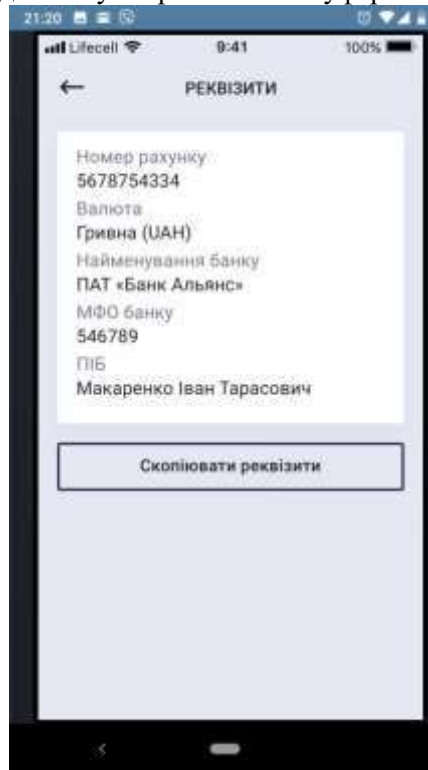 21:20
Lifecell 9:41 100%
РЕКВІЗИТИ
Номер рахунку
5678754334
Валюта
Гривна (UAH)
Найменування банку
ПАТ «Банк Альянс»
МФО банку
546789
ПІБ
Макаренко Іван Тарасович
Скопіювати реквізити